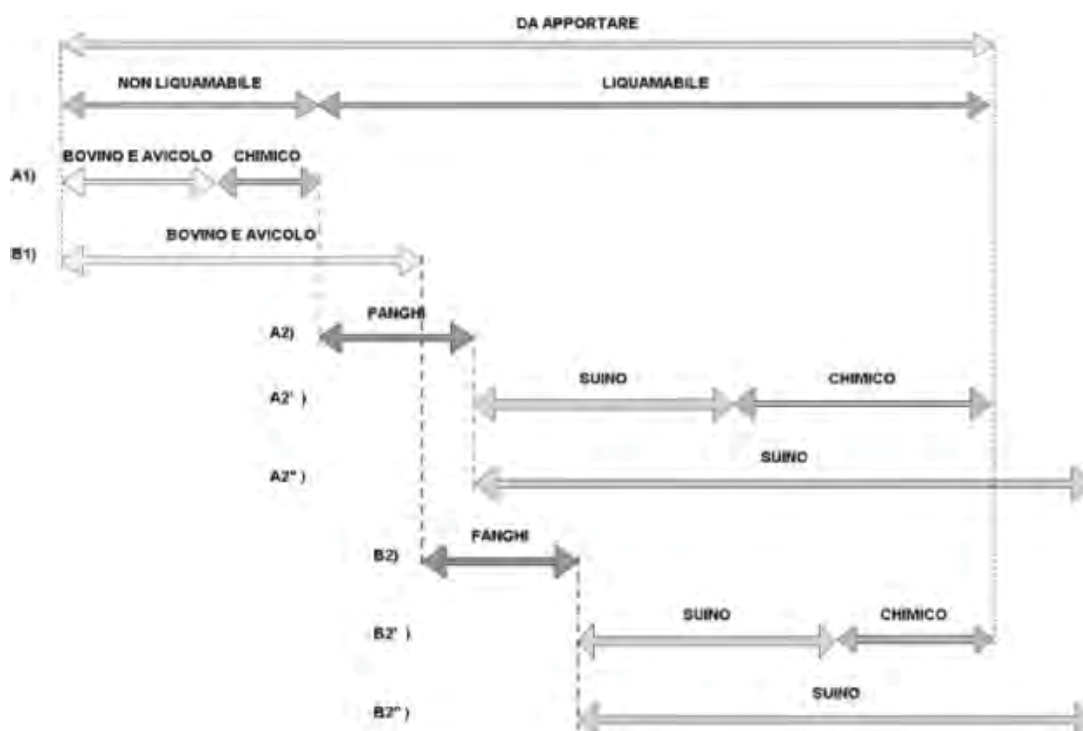 DA APPORTARE
NON LIQUAMABILE LIQUAMABILE
BOVINO E AVICOLO CHIMICO
A1)
BOVINO E AVICOLO
B1)
FANGHI
A2)
SUINO CHIMICO
A2' )
SUINO
A2" )
FANGHI
B2)
SUINO CHIMICO
B2' )
SUINO
B2" )